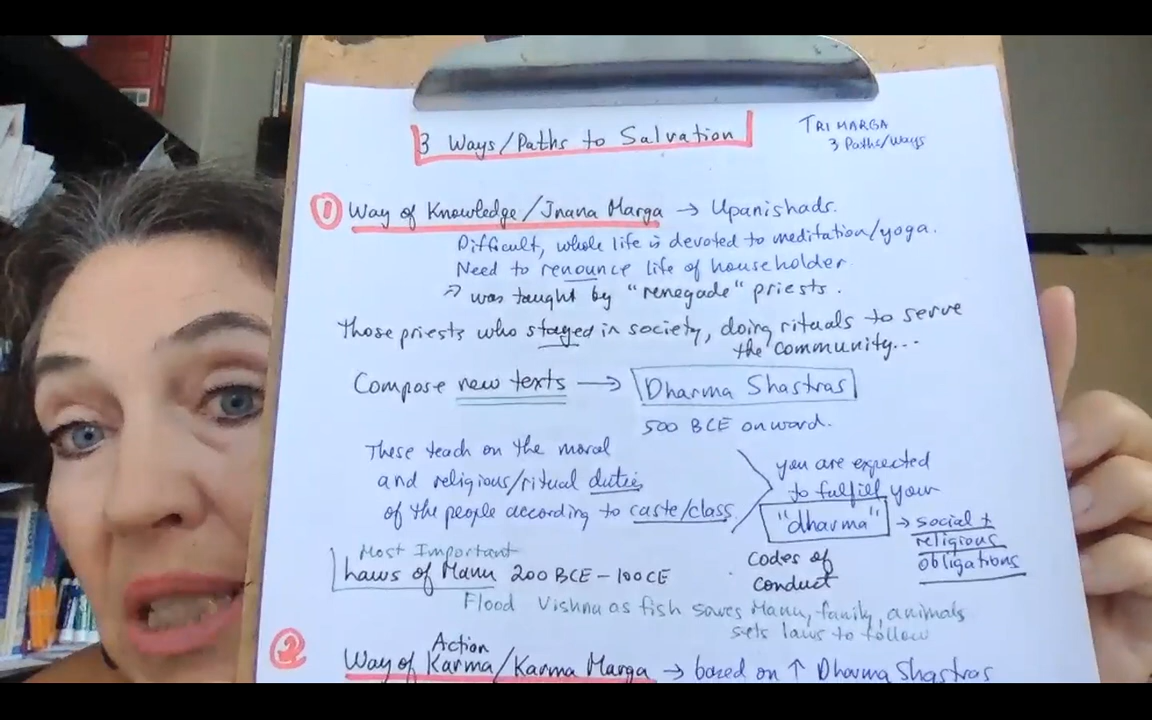 3 Ways/Paths to Salvation
TRI MARGA
3 Paths/Ways
1 Way of Knowledge/Jnana Marga → Upanishads.
Difficult, whole life is devoted to meditation/yoga.
Need to renounce life of householder.
→ was taught by "renegade" priests.
Those priests who stayed in society, doing rituals to serve
the community...
Compose new texts → Dharma Shastras
500 BCE onward.
These teach on the moral
and religious/ritual duties
of the people according to caste/class
you are expected
to fulfill your
"dharma" → social +
religious
obligations
Codes of
conduct
Most Important
Laws of Manu 200 BCE – 100 CE
Flood Vishnu as fish saves Manu, family, animals
sets laws to follow
2 Way of Karma/Karma Marga → based on ↑ Dharma Shastras
Action